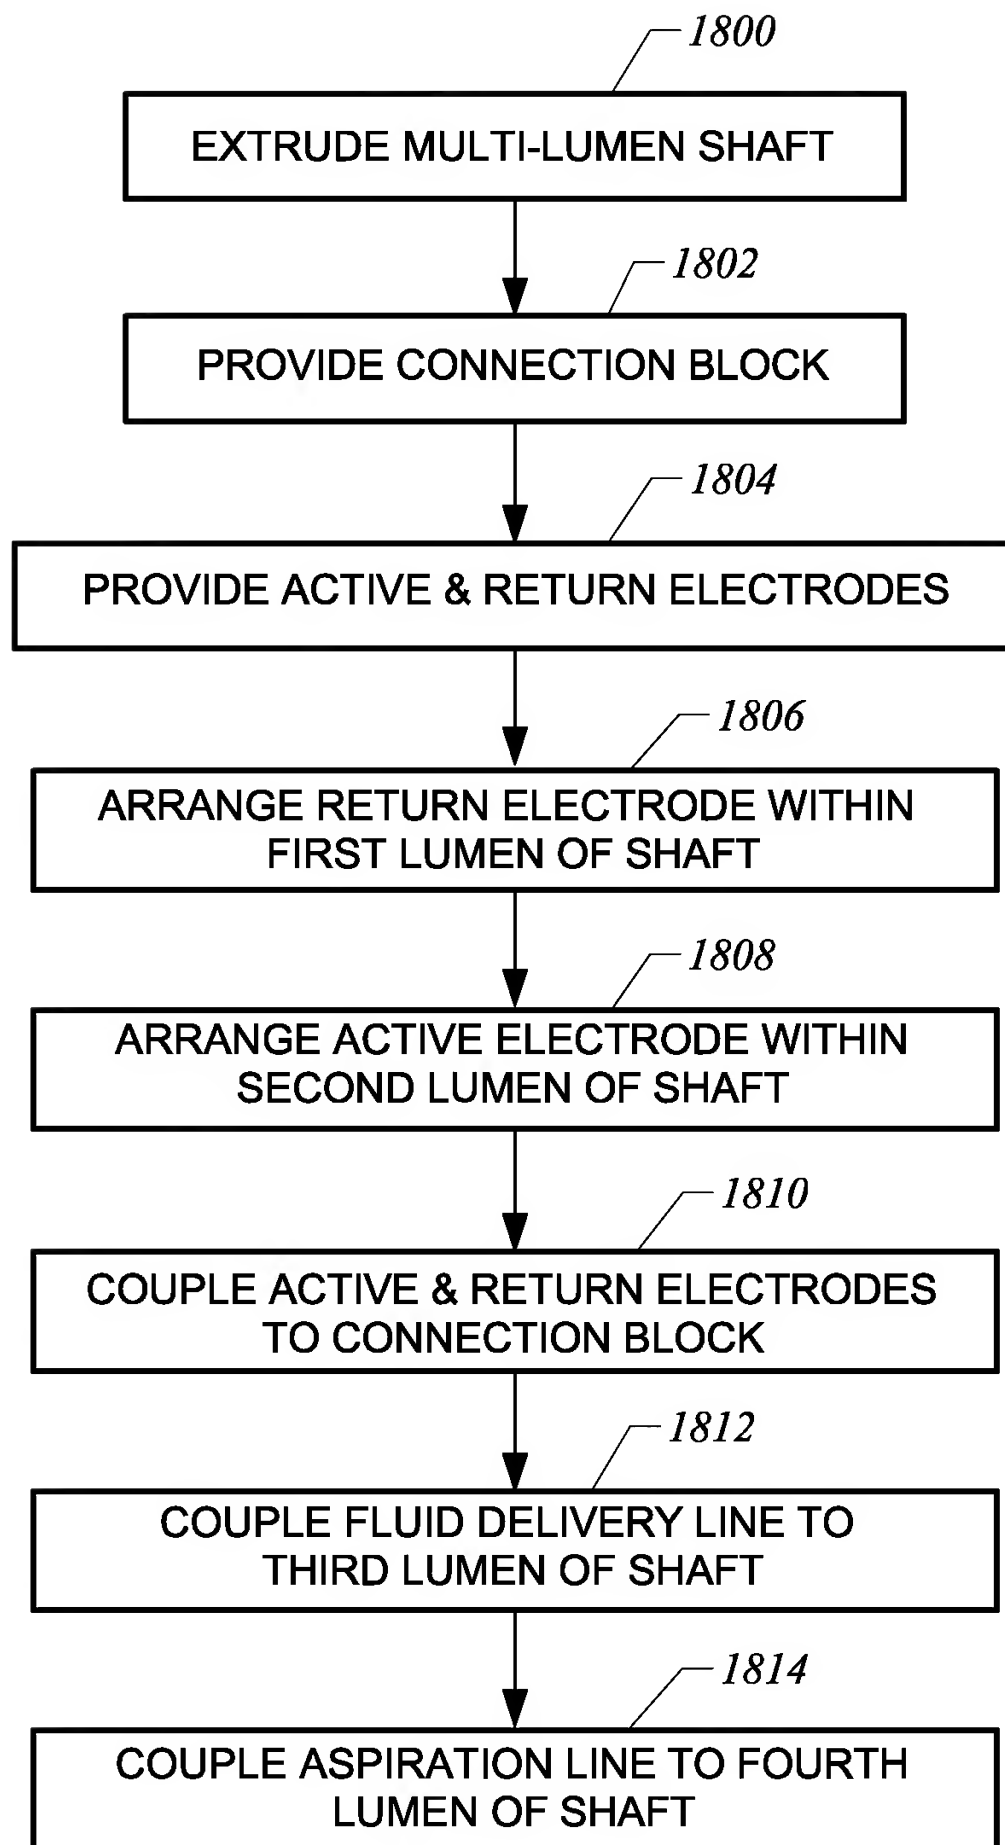 1800
EXTRUDE MULTI-LUMEN SHAFT
1802
PROVIDE CONNECTION BLOCK
1804
PROVIDE ACTIVE & RETURN ELECTRODES
1806
ARRANGE RETURN ELECTRODE WITHIN
FIRST LUMEN OF SHAFT
1808
ARRANGE ACTIVE ELECTRODE WITHIN
SECOND LUMEN OF SHAFT
1810
COUPLE ACTIVE & RETURN ELECTRODES
TO CONNECTION BLOCK
1812
COUPLE FLUID DELIVERY LINE TO
THIRD LUMEN OF SHAFT
1814
COUPLE ASPIRATION LINE TO FOURTH
LUMEN OF SHAFT